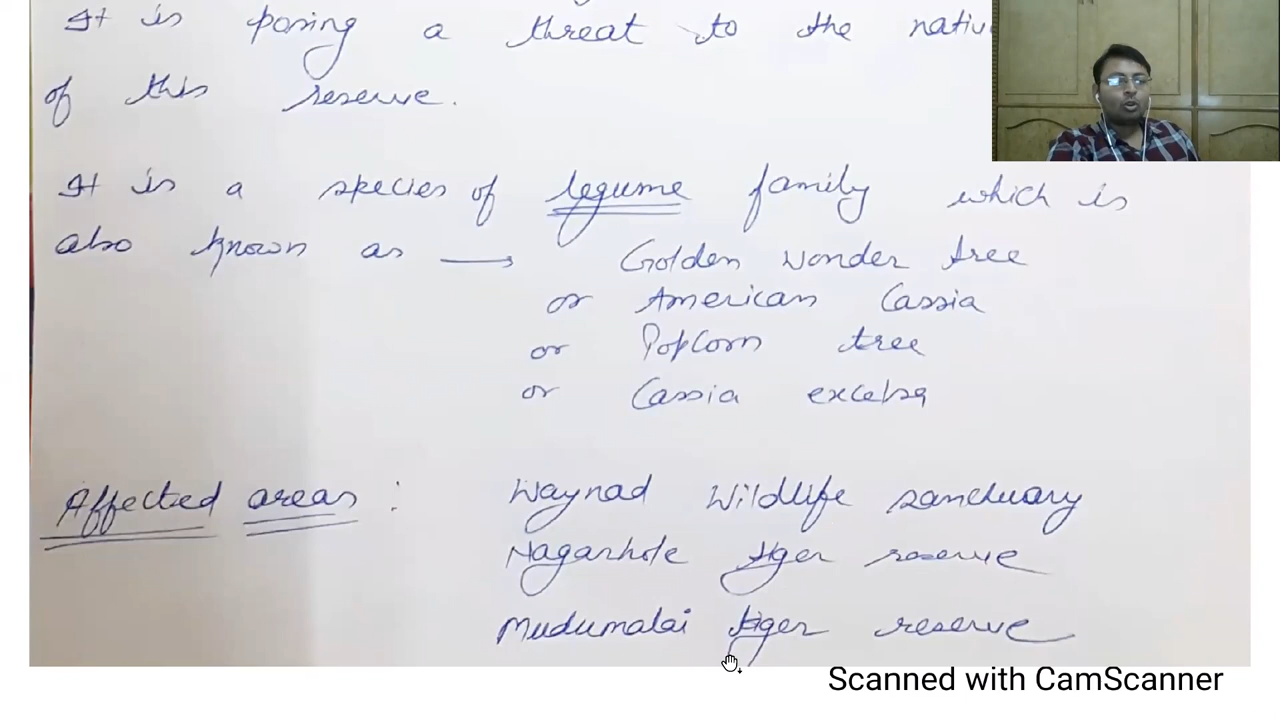 It is posing a threat to the nativ
of this reserve.
It is a species of legume family which is
also known as → Golden wonder tree
or American Cassia
or Popcorn tree
or Cassia excelsa
Affected areas : Waynad Wildlife sanctuary
Nagarhole tiger reserve
Mudumalai tiger reserve
Scanned with CamScanner